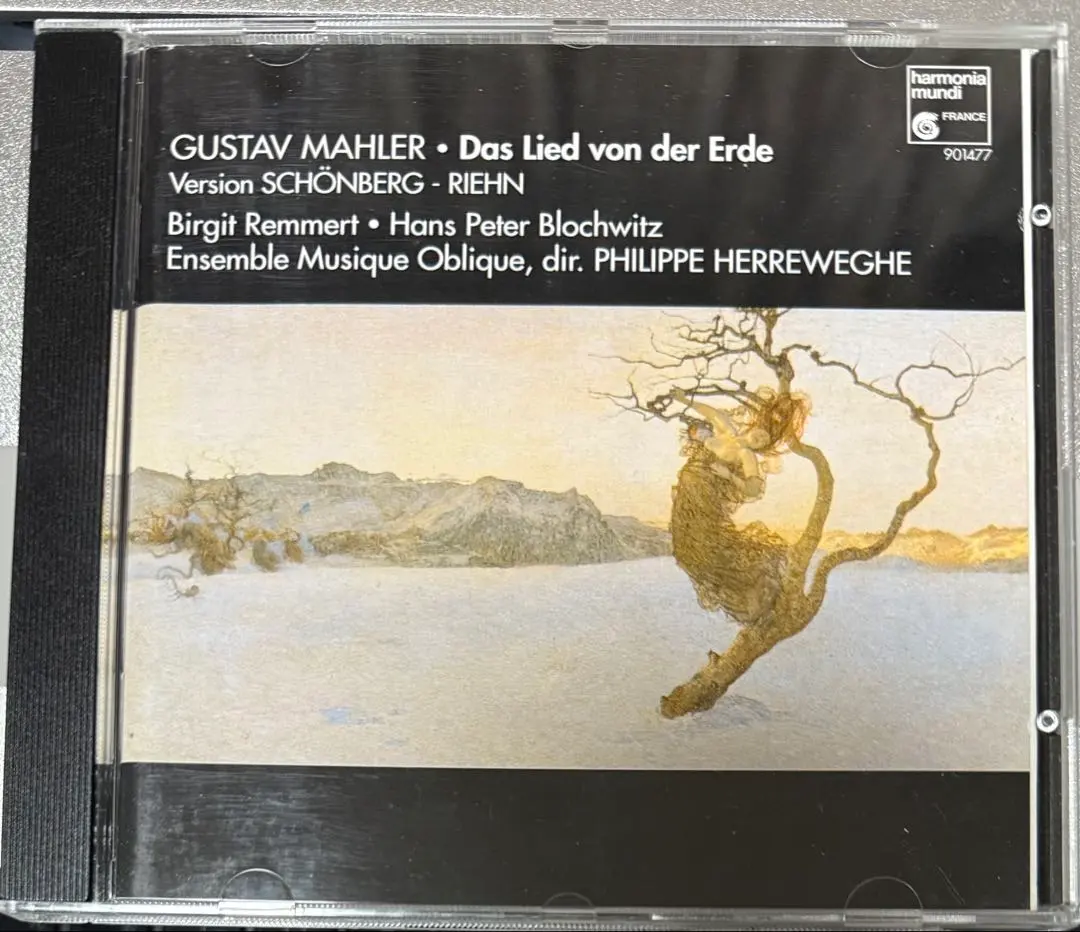 harmonia
mundi
FRANCE
901477
GUSTAV MAHLER • Das Lied von der Erde
Version SCHÖNBERG - RIEHN
Birgit Remmert • Hans Peter Blochwitz
Ensemble Musique Oblique, dir. PHILIPPE HERREWEGHE